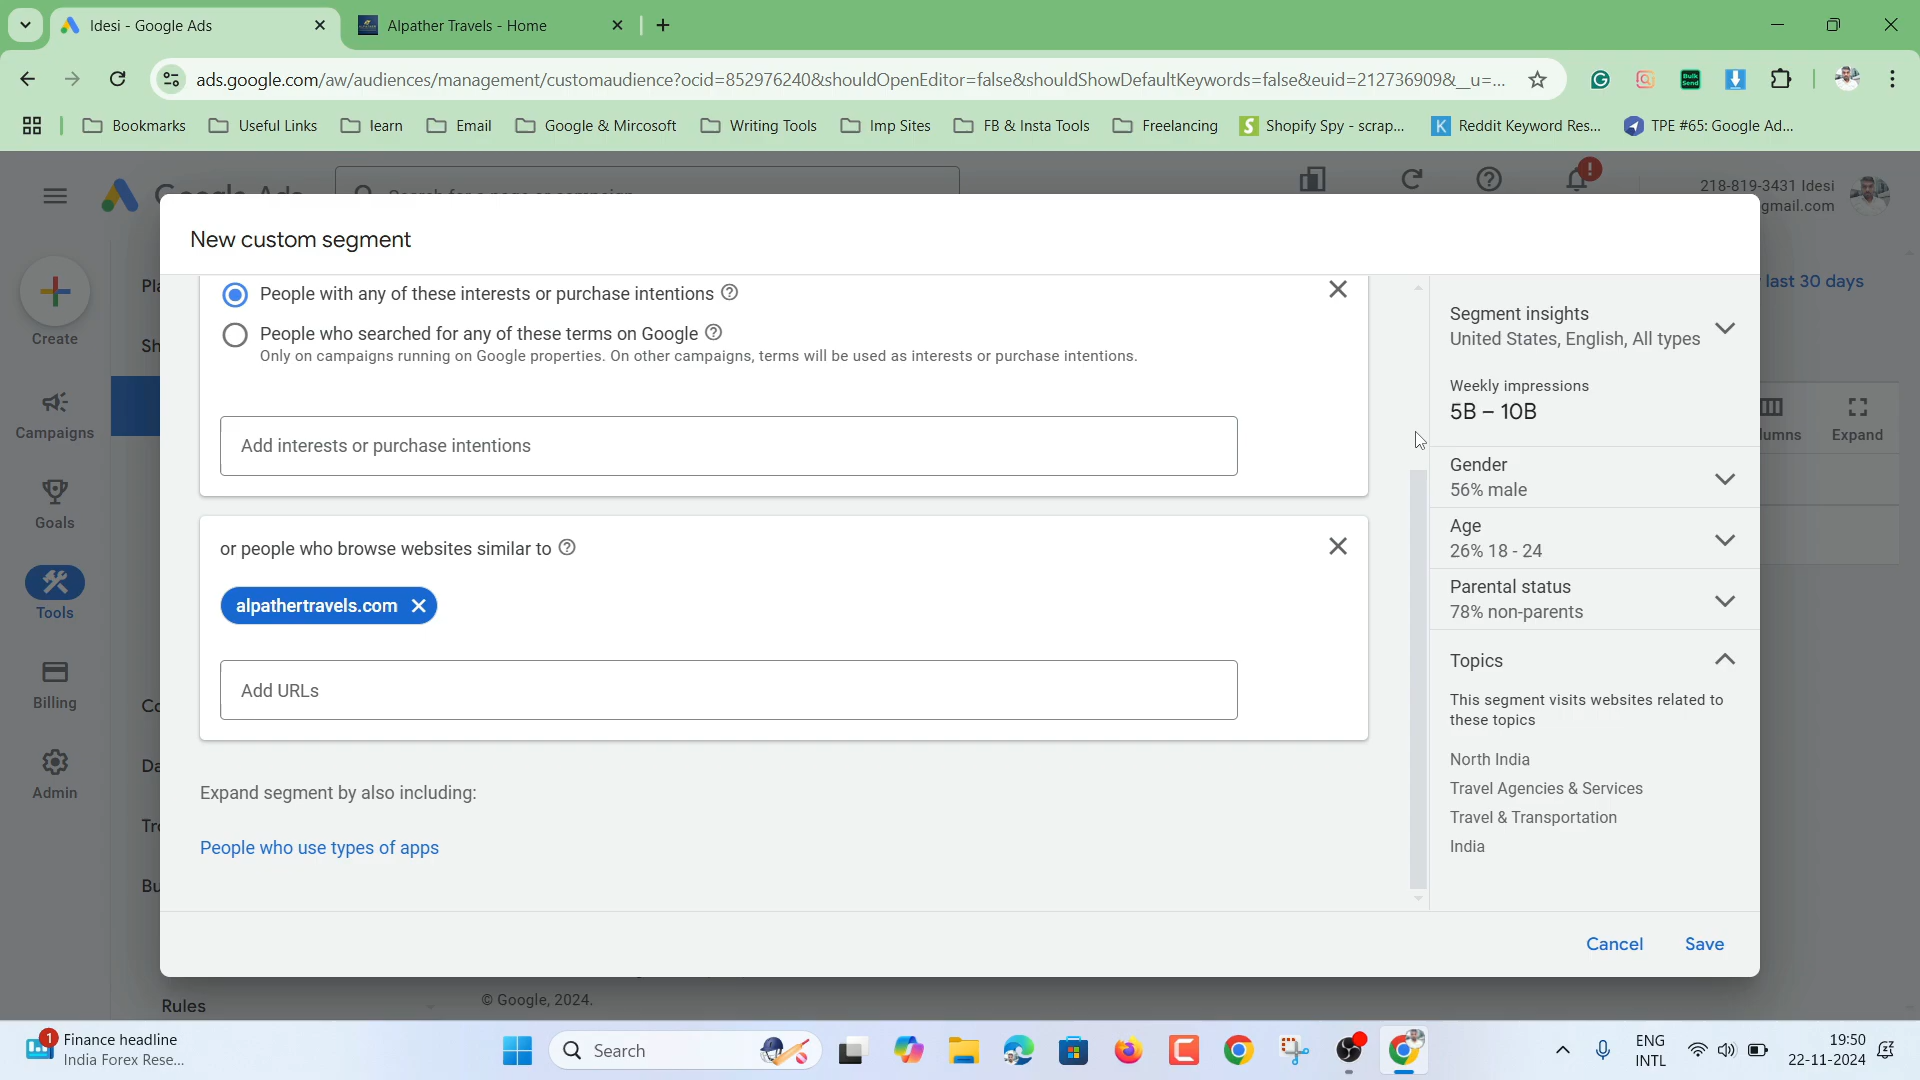 Idesi - Google Ads
Alpather Travels - Home
ads.google.com/aw/audiences/management/customaudience?ocid=852976240&shouldOpenEditor=false&shouldShowDefaultKeywords=false&euid=212736909&__u=...
Bookmarks
Useful Links
learn
Email
Google & Mircosoft
Writing Tools
Imp Sites
FB & Insta Tools
Freelancing
Shopify Spy - scrap...
Reddit Keyword Res...
TPE #65: Google Ad...
218-819-3431 Idesi
gmail.com
Create
Campaigns
Goals
Tools
Billing
Admin
last 30 days
Expand
New custom segment
People with any of these interests or purchase intentions
People who searched for any of these terms on Google
Only on campaigns running on Google properties. On other campaigns, terms will be used as interests or purchase intentions.
Add interests or purchase intentions
or people who browse websites similar to
alpathertravels.com
Add URLs
Expand segment by also including:
People who use types of apps
Segment insights
United States, English, All types
Weekly impressions
5B – 10B
Gender
56% male
Age
26% 18 - 24
Parental status
78% non-parents
Topics
This segment visits websites related to
these topics
North India
Travel Agencies & Services
Travel & Transportation
India
Cancel
Save
Rules
© Google, 2024.
1
Finance headline
India Forex Rese...
Search
ENG
INTL
19:50
22-11-2024